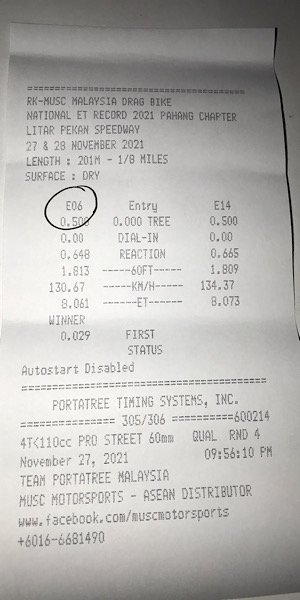 =====================================
RK-MUSC MALAYSIA DRAG BIKE
NATIONAL ET RECORD 2021 PAHANG CHAPTER
LITAR PEKAN SPEEDWAY
27 & 28 NOVEMBER 2021
LENGTH : 201M - 1/8 MILES
SURFACE : DRY
E06 Entry E14
0.500 0.000 TREE 0.500
0.00 DIAL-IN 0.00
0.648 REACTION 0.665
1.813 ------60FT------ 1.809
130.67 ------KM/H------ 134.37
8.061 -------ET------- 8.073
WINNER
0.029 FIRST
STATUS
Autostart Disabled
=====================================
PORTATREE TIMING SYSTEMS, INC.
============== 305/306 ==========600214
4T<110cc PRO STREET 60mm QUAL RND 4
November 27, 2021 09:56:10 PM
TEAM PORTATREE MALAYSIA
MUSC MOTORSPORTS - ASEAN DISTRIBUTOR
www.facebook.com/muscmotorsports
+6016-6681490